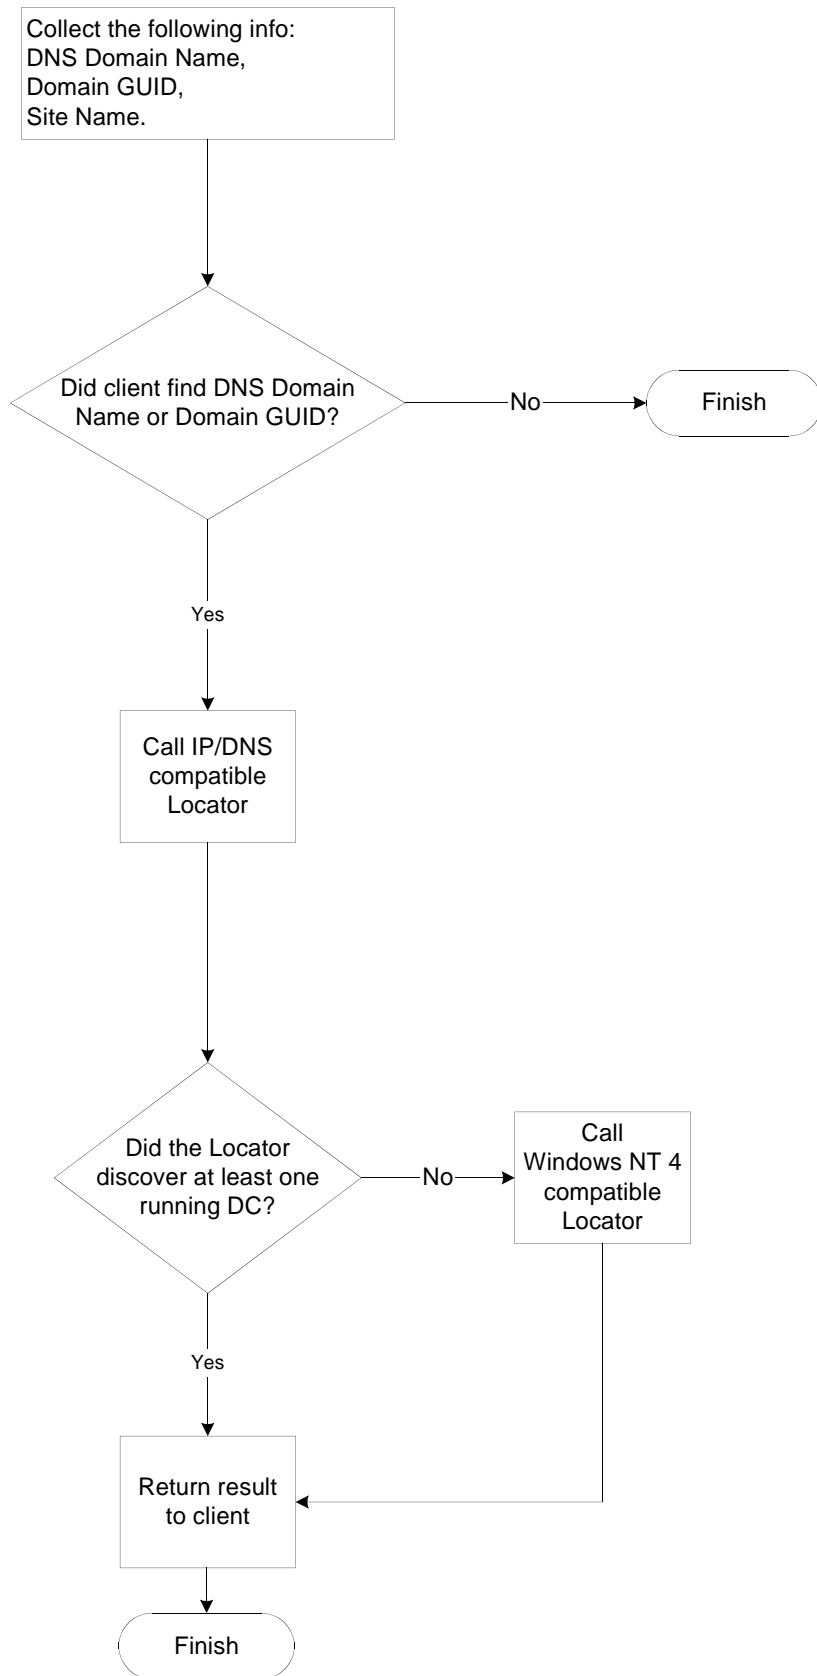 Collect the following info:
DNS Domain Name,
Domain GUID,
Site Name.
Did client find DNS Domain
Name or Domain GUID?
No
Finish
Yes
Call IP/DNS
compatible
Locator
Did the Locator
discover at least one
running DC?
No
Call
Windows NT 4
compatible
Locator
Yes
Return result
to client
Finish